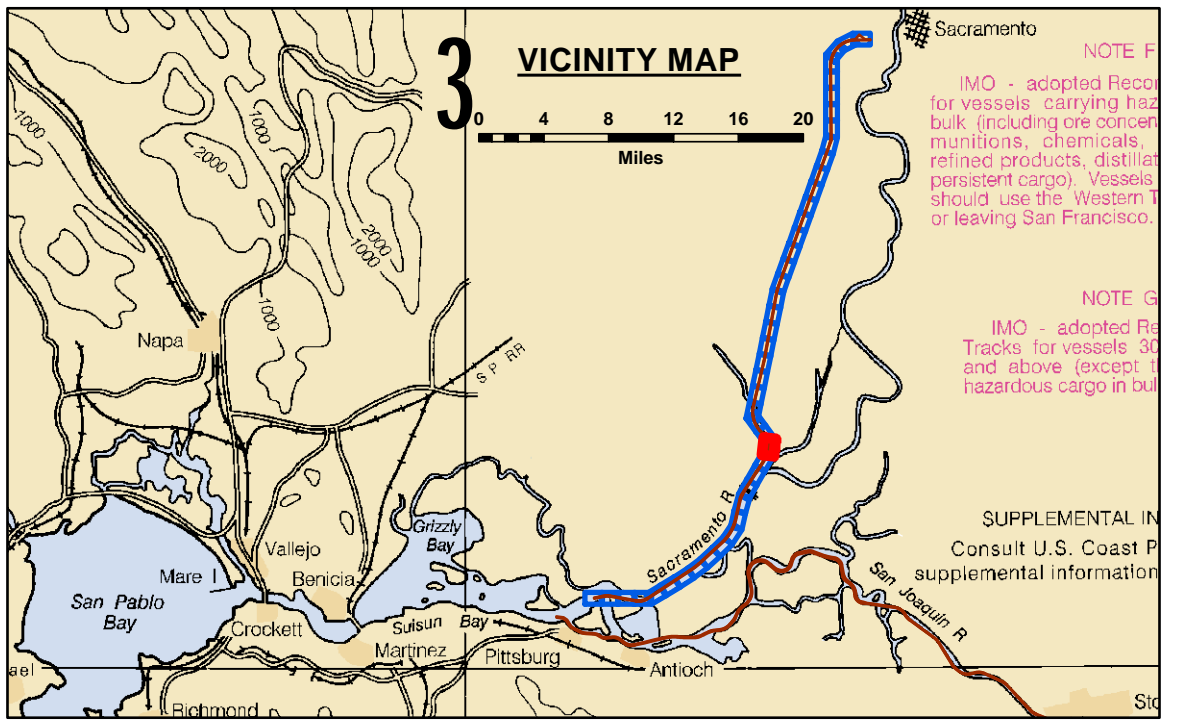 3
VICINITY MAP
0 4 8 12 16 20
Miles
Sacramento
NOTE F
IMO - adopted Recor
for vessels carrying haz
bulk (including ore concen
munitions, chemicals,
refined products, distillat
persistent cargo). Vessels
should use the Western T
or leaving San Francisco.
NOTE G
IMO - adopted Re
Tracks for vessels 30
and above (except t
hazardous cargo in bul
SUPPLEMENTAL IN
Consult U.S. Coast P
supplemental information
1000
2000
1000
2000
1000
1000
Napa
S P RR
Grizzly
Bay
Sacramento R
Vallejo
Mare I
Benicia
San Pablo
Bay
Crockett
Suisun Bay
Martinez
Pittsburg
Antioch
San Joaquin R
ael
Richmond
Sto